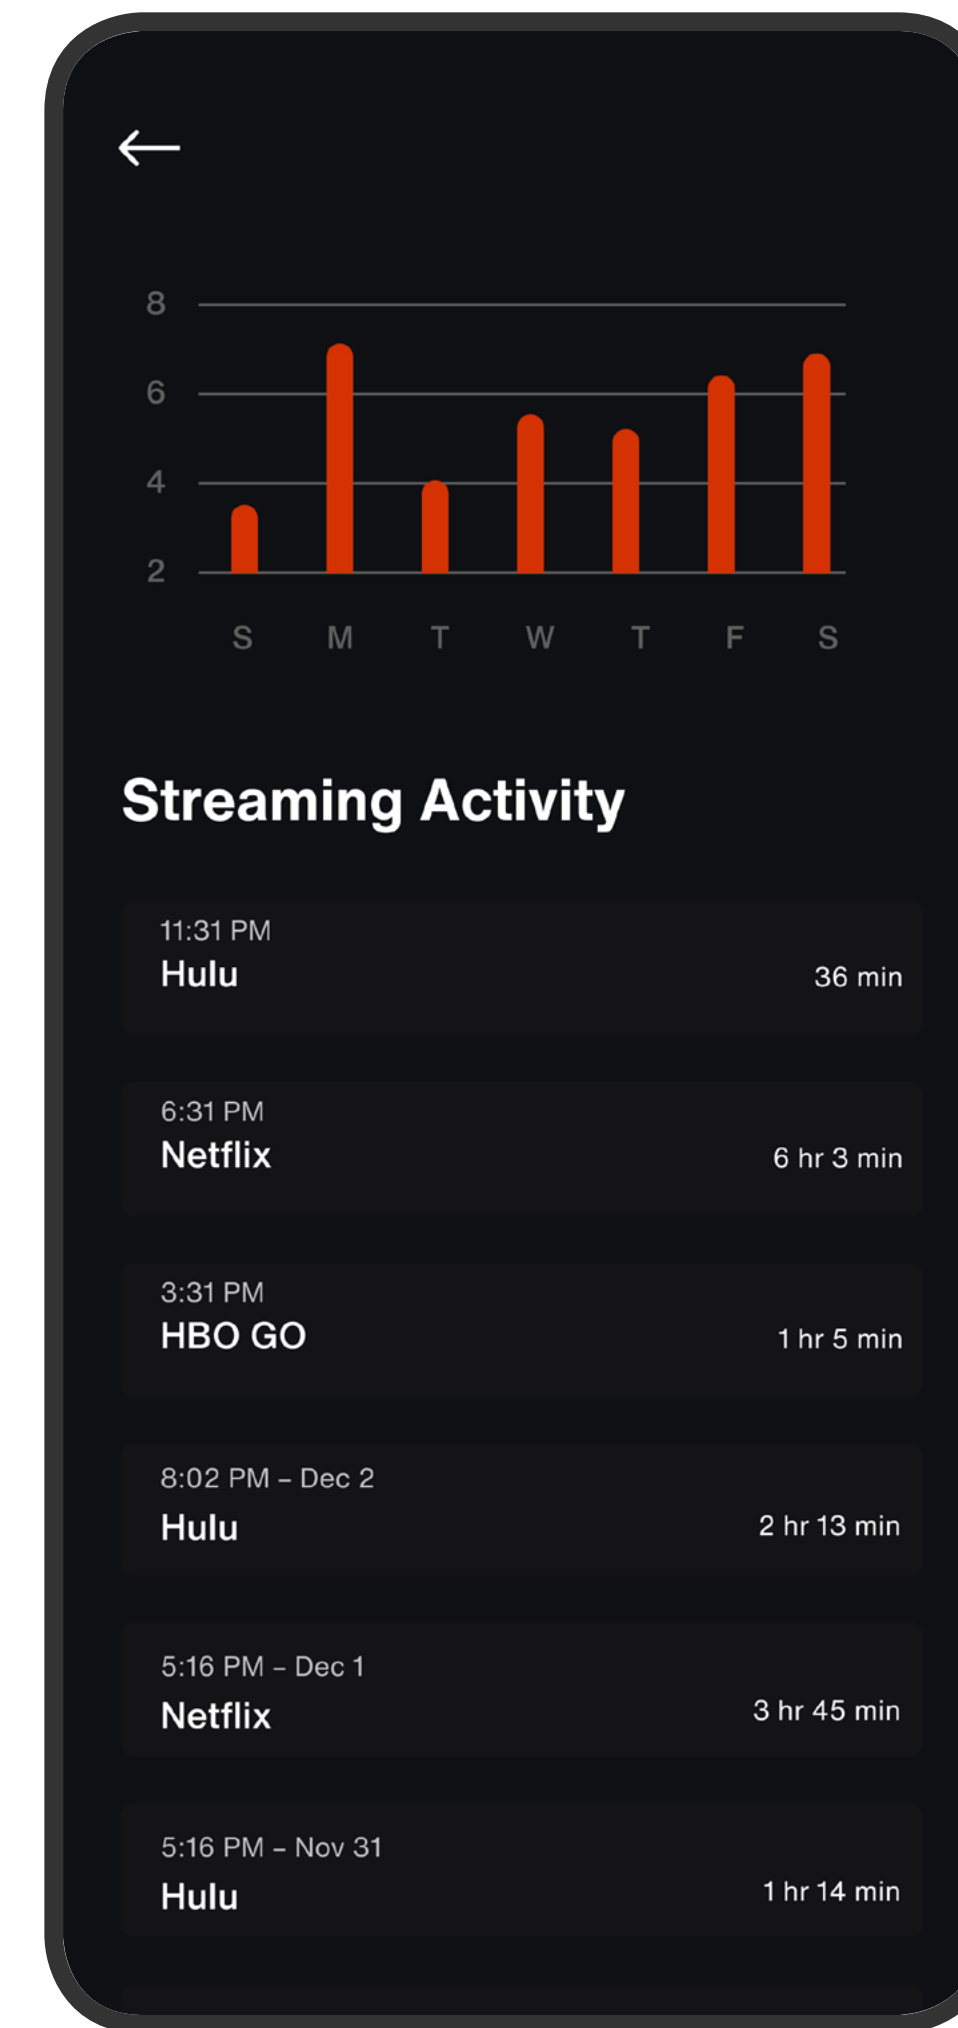 8
6
4
2
S M T W T F S
Streaming Activity
11:31 PM
Hulu
36 min
6:31 PM
Netflix
6 hr 3 min
3:31 PM
HBO GO
1 hr 5 min
8:02 PM – Dec 2
Hulu
2 hr 13 min
5:16 PM – Dec 1
Netflix
3 hr 45 min
5:16 PM – Nov 31
Hulu
1 hr 14 min